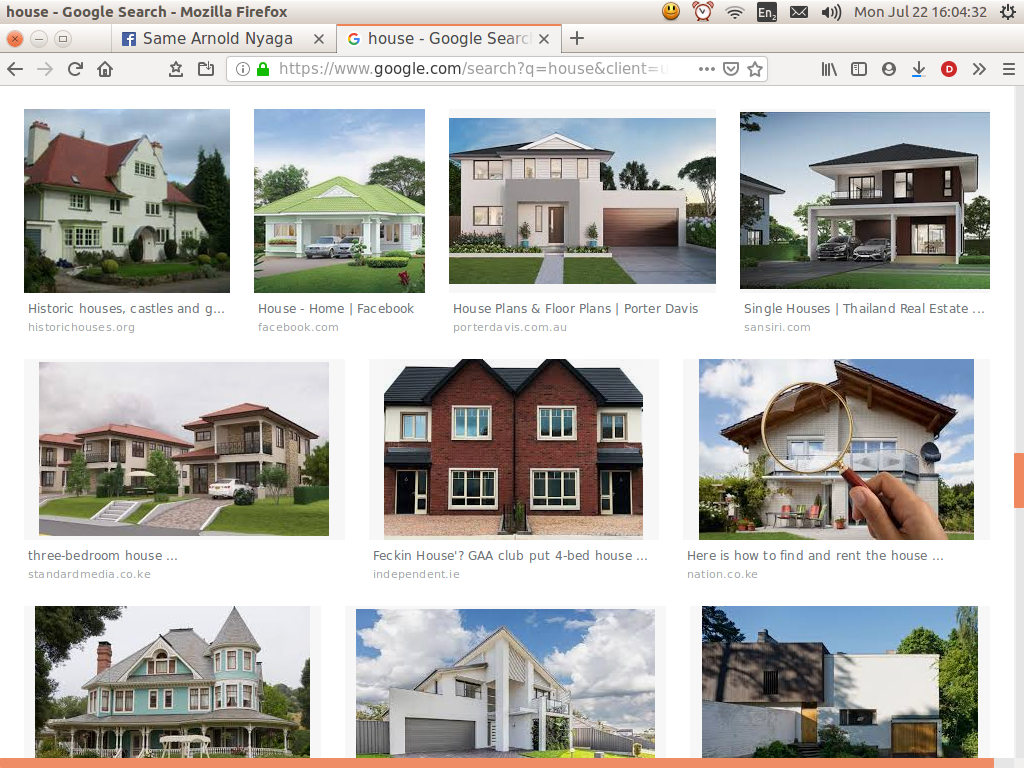 house - Google Search - Mozilla Firefox
En2
Mon Jul 22 16:04:32
Same Arnold Nyaga
house - Google Searc
https://www.google.com/search?q=house&client=u
D
Historic houses, castles and g...
historichouses.org
House - Home | Facebook
facebook.com
House Plans & Floor Plans | Porter Davis
porterdavis.com.au
Single Houses | Thailand Real Estate ...
sansiri.com
three-bedroom house ...
standardmedia.co.ke
Feckin House'? GAA club put 4-bed house ...
independent.ie
Here is how to find and rent the house ...
nation.co.ke